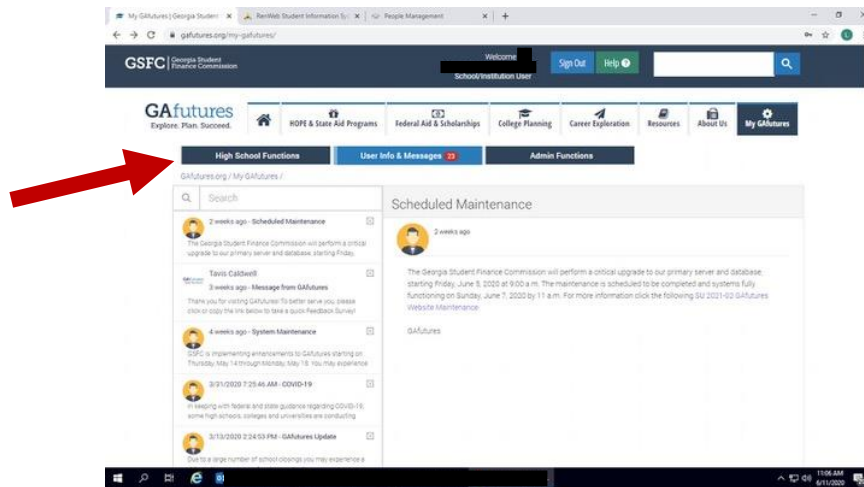 My GAfutures | Georgia Student
RenWeb Student Information Sys
People Management
gafutures.org/my-gafutures/
GSFC Georgia Student
Finance Commission
Welcome
School/Institution User
Sign Out
Help
GAfutures
Explore. Plan. Succeed.
HOPE & State Aid Programs
Federal Aid & Scholarships
College Planning
Career Exploration
Resources
About Us
My GAfutures
High School Functions
User Info & Messages 23
Admin Functions
GAfutures.org / My GAfutures /
Search
2 weeks ago - Scheduled Maintenance
The Georgia Student Finance Commission will perform a critical
upgrade to our primary server and database, starting Friday,
Tavis Caldwell
3 weeks ago - Message from GAfutures
Thank you for visiting GAfutures! To better serve you, please
click or copy the link below to take a quick Feedback Survey!
4 weeks ago - System Maintenance
GSFC is implementing enhancements to GAfutures starting on
Thursday, May 14 through Monday, May 18. You may experience
3/31/2020 7:25:46 AM - COVID-19
In keeping with federal and state guidance regarding COVID-19,
some high schools, colleges and universities are conducting
3/13/2020 2:24:53 PM - GAfutures Update
Due to a large number of school closings you may experience a
Scheduled Maintenance
2 weeks ago
The Georgia Student Finance Commission will perform a critical upgrade to our primary server and database,
starting Friday, June 5, 2020 at 9:00 a.m. The maintenance is scheduled to be completed and systems fully
functioning on Sunday, June 7, 2020 by 11 a.m. For more information click the following SU 2021-02 GAfutures
Website Maintenance
GAfutures
11:06 AM
6/11/2020